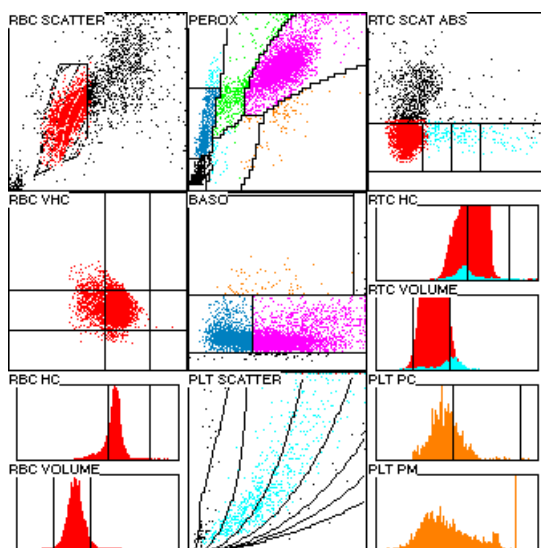 RBC SCATTER
PEROX
RTC SCAT ABS
RBC VHC
BASO
RTC HC
RTC VOLUME
RBC HC
PLT SCATTER
PLT PC
RBC VOLUME
PLT PM